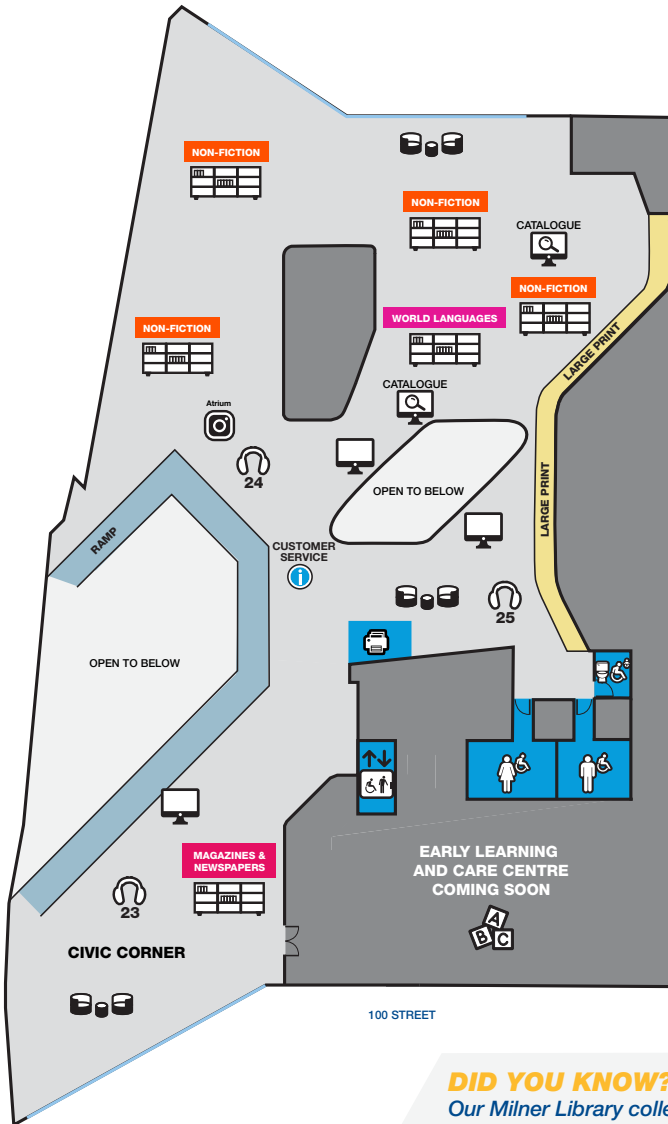 NON-FICTION
NON-FICTION
CATALOGUE
NON-FICTION
WORLD LANGUAGES
NON-FICTION
LARGE PRINT
CATALOGUE
Atrium
24
OPEN TO BELOW
LARGE PRINT
RAMP
CUSTOMER
SERVICE
i
25
OPEN TO BELOW
MAGAZINES &
NEWSPAPERS
EARLY LEARNING
AND CARE CENTRE
COMING SOON
23
A
B C
CIVIC CORNER
100 STREET
DID YOU KNOW?
Our Milner Library colle